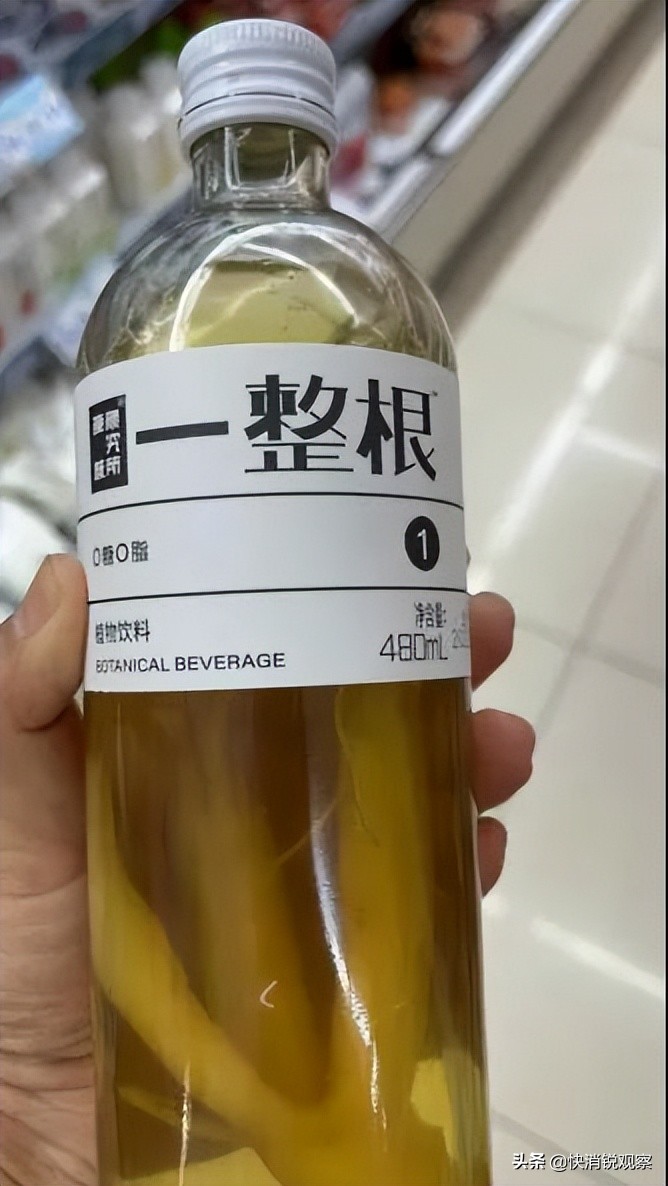 一整根
0糖0脂
1
植物饮料
净含量:
BOTANICAL BEVERAGE
480mL
头条 @快消锐观察